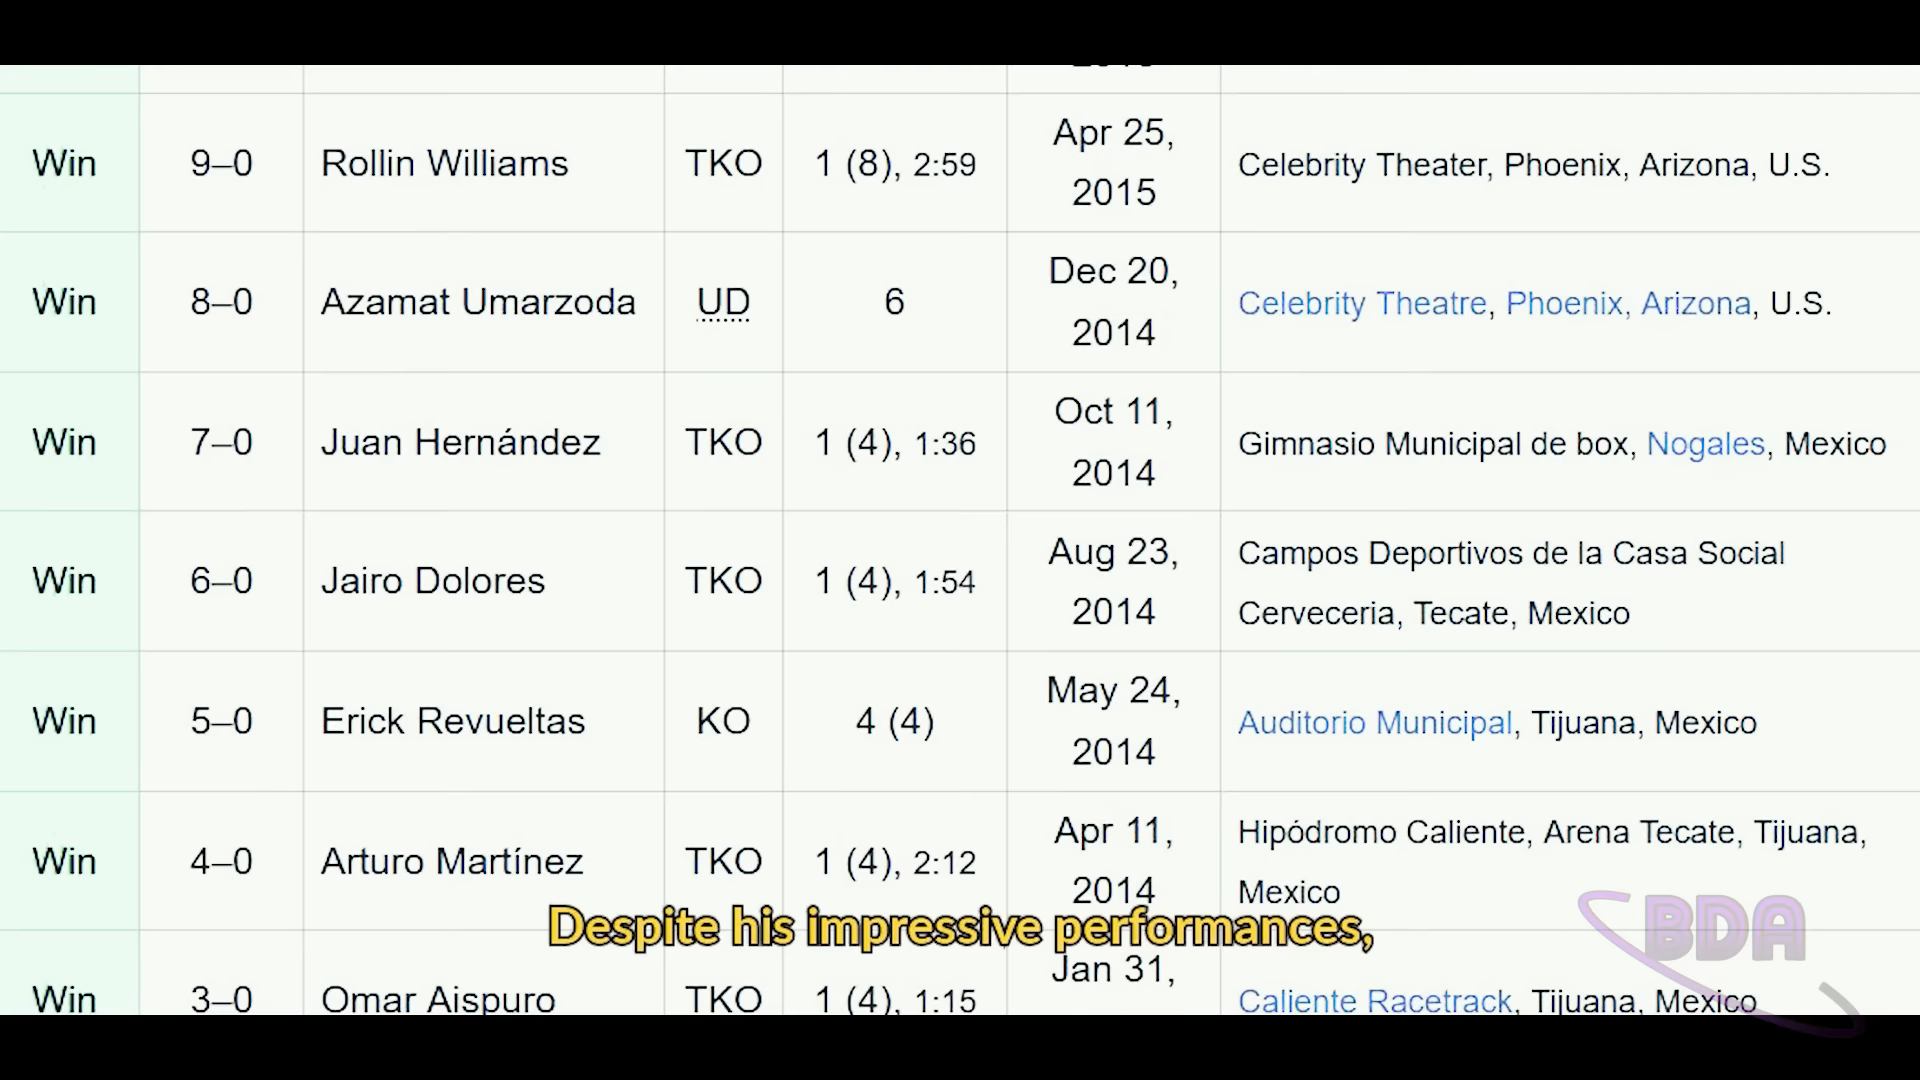 Win 9–0 Rollin Williams TKO 1 (8), 2:59 Apr 25, 2015 Celebrity Theater, Phoenix, Arizona, U.S.
Win 8–0 Azamat Umarzoda UD 6 Dec 20, 2014 Celebrity Theatre, Phoenix, Arizona, U.S.
Win 7–0 Juan Hernández TKO 1 (4), 1:36 Oct 11, 2014 Gimnasio Municipal de box, Nogales, Mexico
Win 6–0 Jairo Dolores TKO 1 (4), 1:54 Aug 23, 2014 Campos Deportivos de la Casa Social Cerveceria, Tecate, Mexico
Win 5–0 Erick Revueltas KO 4 (4) May 24, 2014 Auditorio Municipal, Tijuana, Mexico
Win 4–0 Arturo Martínez TKO 1 (4), 2:12 Apr 11, 2014 Hipódromo Caliente, Arena Tecate, Tijuana, Mexico
Despite his impressive performances,
BDA
Win 3–0 Omar Aispuro TKO 1 (4), 1:15 Jan 31, Caliente Racetrack, Tijuana, Mexico